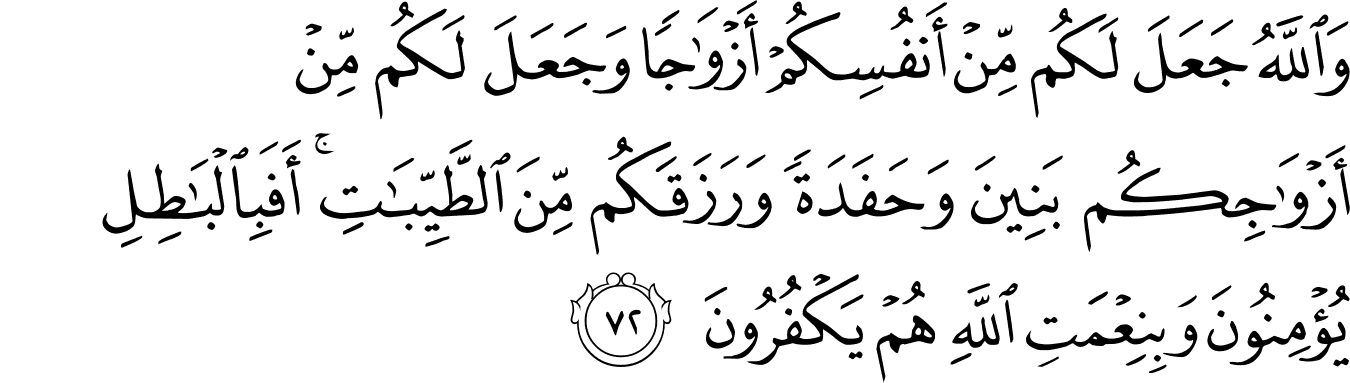 وَٱللَّهُ جَعَلَ لَكُم مِّنْ أَنفُسِكُمْ أَزْوَٰجًا وَجَعَلَ لَكُم مِّنْ
أَزْوَٰجِكُم بَنِينَ وَحَفَدَةً وَرَزَقَكُم مِّنَ ٱلطَّيِّبَـٰتِ ۚ أَفَبِٱلْبَـٰطِلِ
يُؤْمِنُونَ وَبِنِعْمَتِ ٱللَّهِ هُمْ يَكْفُرُونَ ٧٢